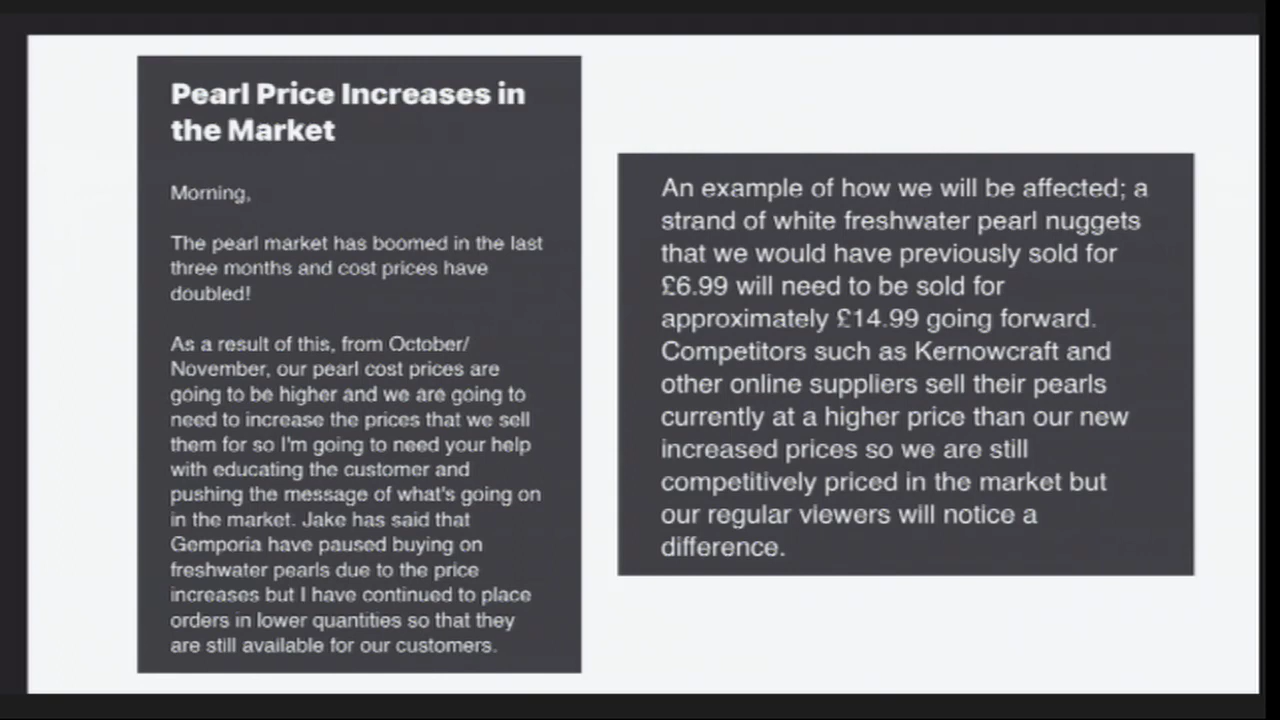 Pearl Price Increases in
the Market
Morning,
The pearl market has boomed in the last
three months and cost prices have
doubled!
As a result of this, from October/
November, our pearl cost prices are
going to be higher and we are going to
need to increase the prices that we sell
them for so I'm going to need your help
with educating the customer and
pushing the message of what's going on
in the market. Jake has said that
Gemporia have paused buying on
freshwater pearls due to the price
increases but I have continued to place
orders in lower quantities so that they
are still available for our customers.
An example of how we will be affected; a
strand of white freshwater pearl nuggets
that we would have previously sold for
£6.99 will need to be sold for
approximately £14.99 going forward.
Competitors such as Kernowcraft and
other online suppliers sell their pearls
currently at a higher price than our new
increased prices so we are still
competitively priced in the market but
our regular viewers will notice a
difference.